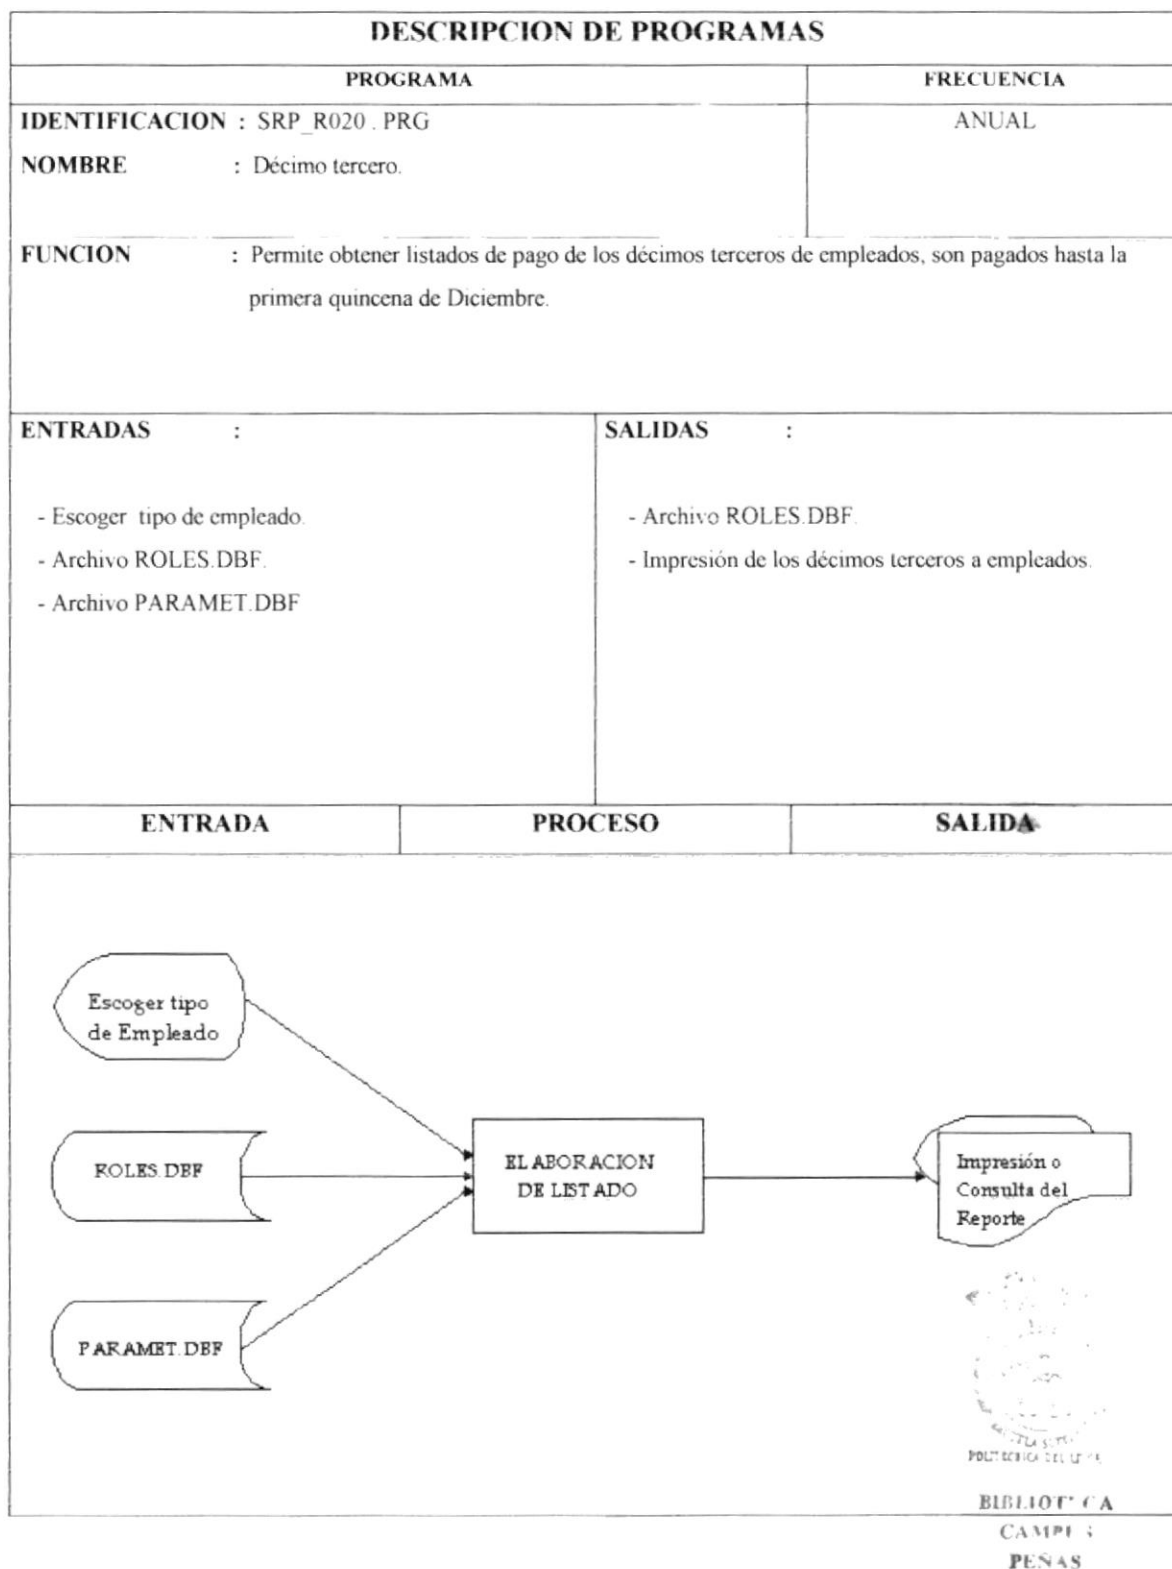 DESCRIPCION DE PROGRAMAS
PROGRAMA
FRECUENCIA
IDENTIFICACION : SRP_R020 . PRG
ANUAL
NOMBRE : Décimo tercero.
FUNCION : Permite obtener listados de pago de los décimos terceros de empleados, son pagados hasta la
primera quincena de Diciembre.
ENTRADAS :
- Escoger tipo de empleado.
- Archivo ROLES.DBF.
- Archivo PARAMET.DBF
SALIDAS :
- Archivo ROLES.DBF.
- Impresión de los décimos terceros a empleados.
ENTRADA
PROCESO
SALIDA
Escoger tipo
de Empleado
ROLES.DBF
PARAMET.DBF
ELABORACION
DE LISTADO
Impresión o
Consulta del
Reporte
POLITECNICA DEL
PEÑAS